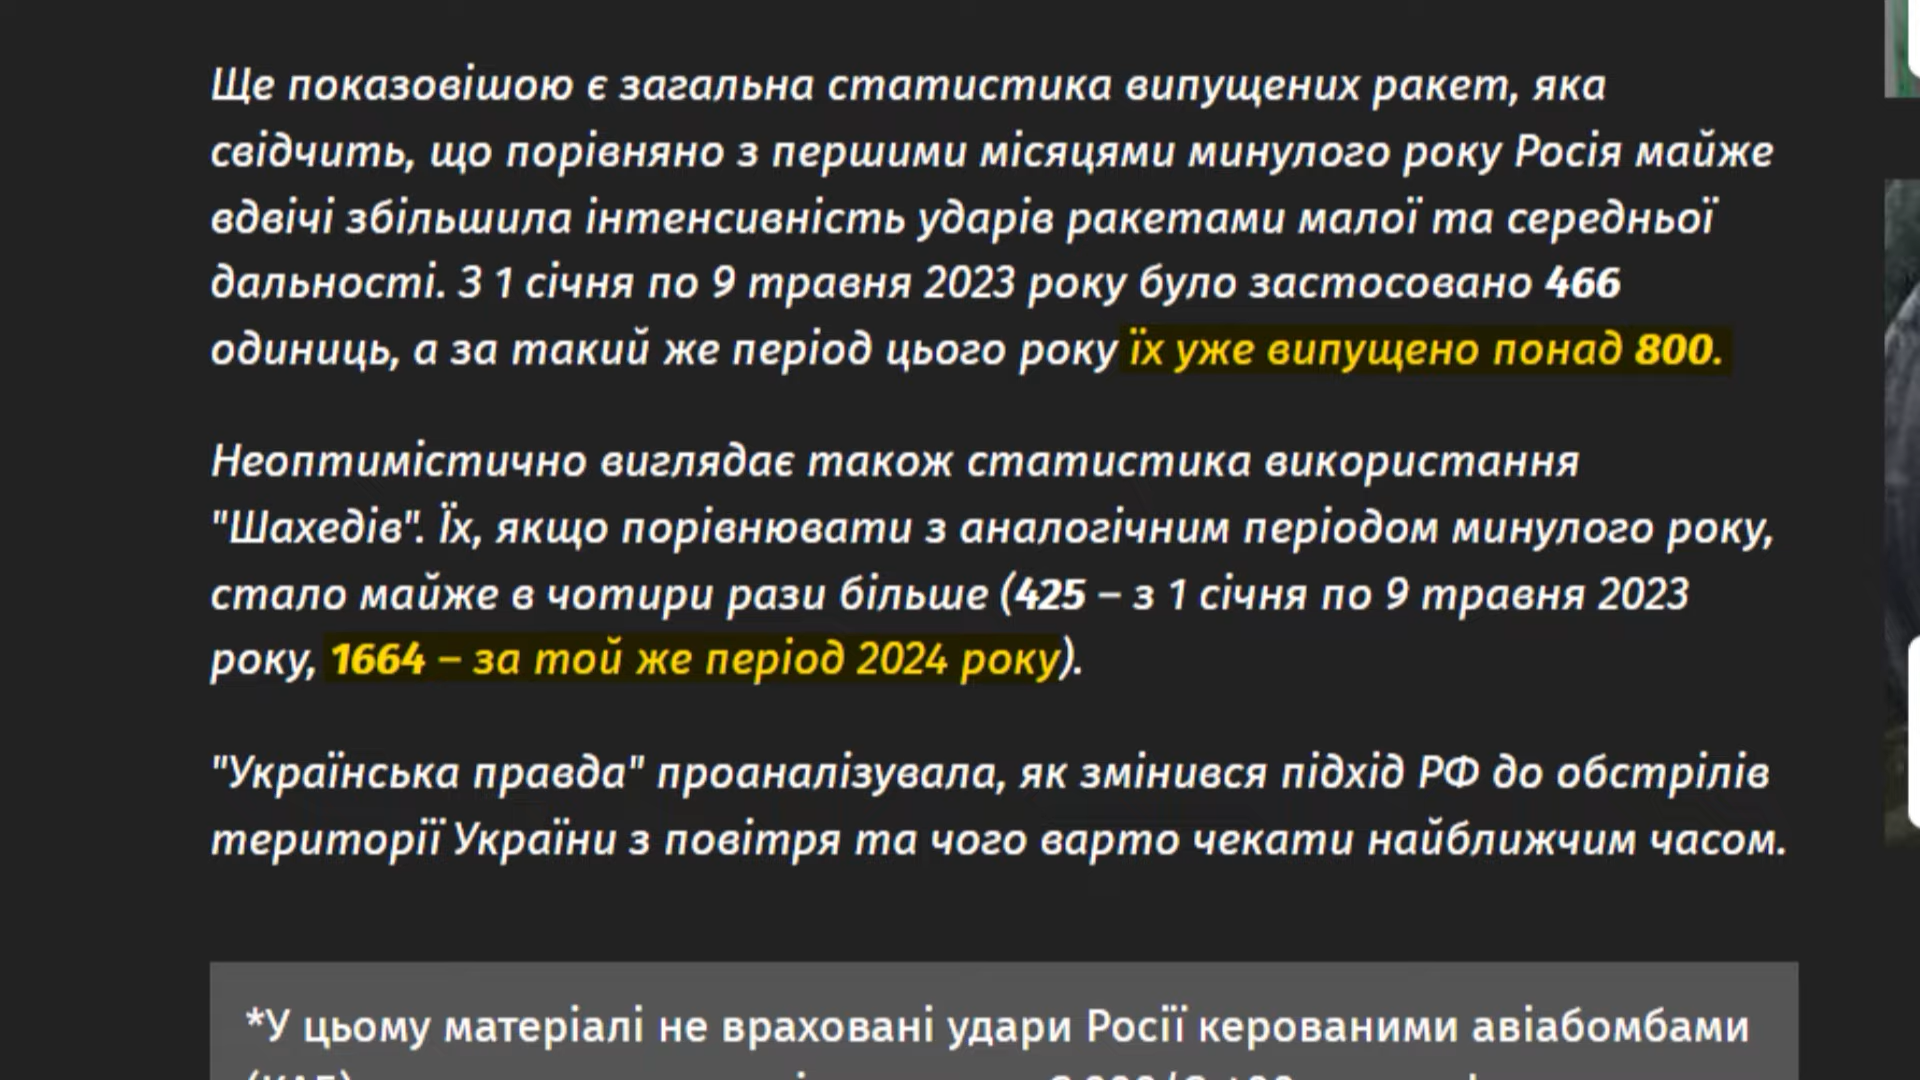 Ще показовішою є загальна статистика випущених ракет, яка
свідчить, що порівняно з першими місяцями минулого року Росія майже
вдвічі збільшила інтенсивність ударів ракетами малої та середньої
дальності. З 1 січня по 9 травня 2023 року було застосовано 466
одиниць, а за такий же період цього року їх уже випущено понад 800.
Неоптимістично виглядає також статистика використання
"Шахедів". Їх, якщо порівнювати з аналогічним періодом минулого року,
стало майже в чотири рази більше (425 – з 1 січня по 9 травня 2023
року, 1664 – за той же період 2024 року).
"Українська правда" проаналізувала, як змінився підхід РФ до обстрілів
території України з повітря та чого варто чекати найближчим часом.
*У цьому матеріалі не враховані удари Росії керованими авіабомбами